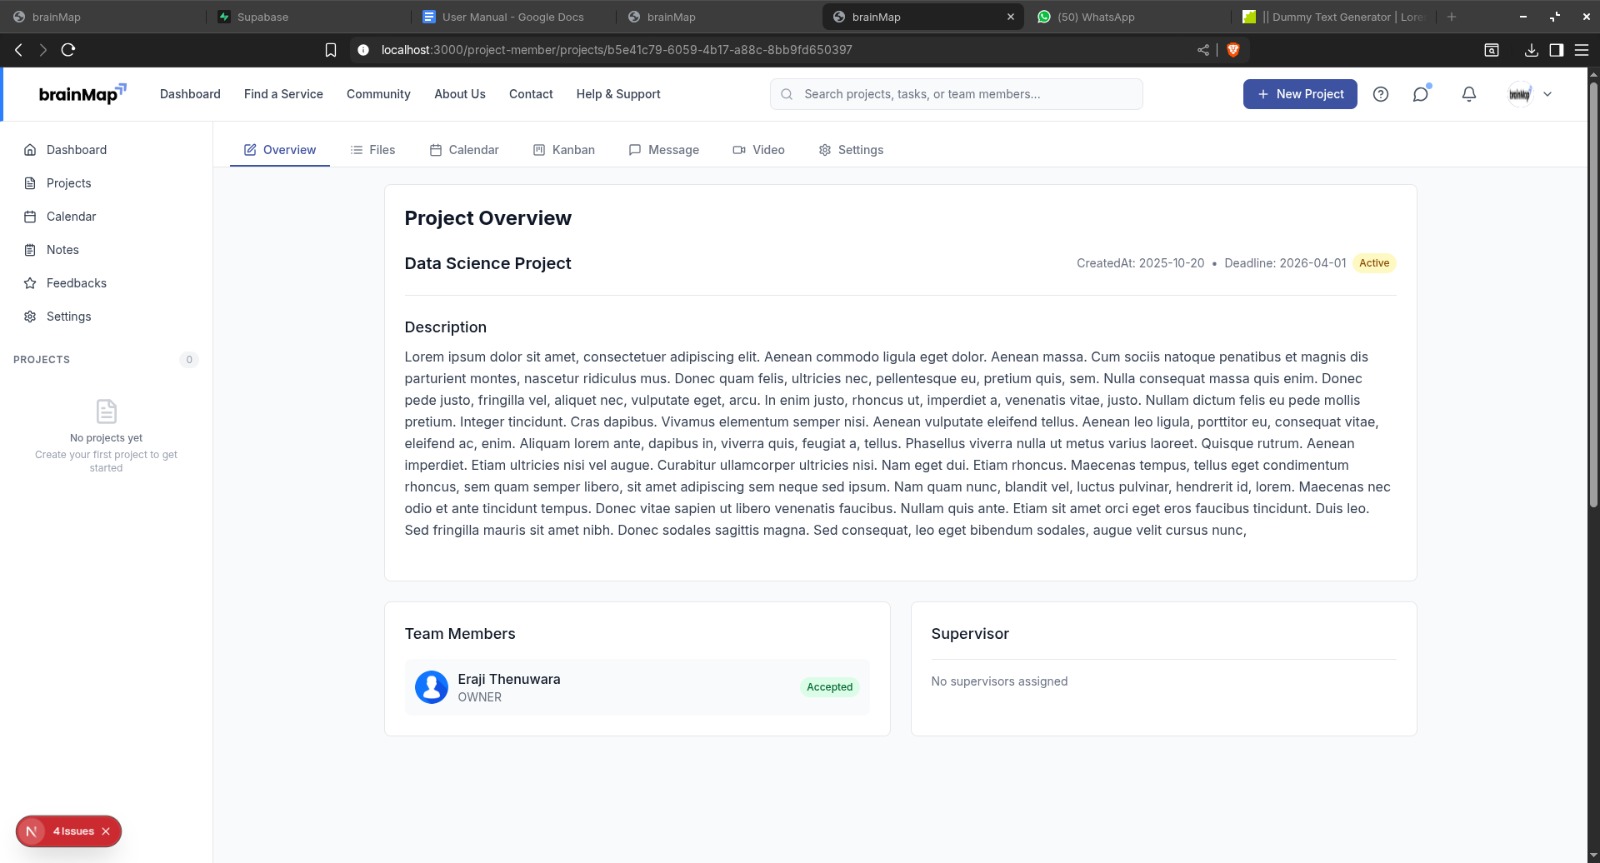 brainMap
Supabase
User Manual - Google Docs
brainMap
brainMap
(50) WhatsApp
|| Dummy Text Generator | Lore
localhost:3000/project-member/projects/b5e41c79-6059-4b17-a88c-8bb9fd650397
brainMap
Dashboard
Find a Service
Community
About Us
Contact
Help & Support
Search projects, tasks, or team members...
+ New Project
brainMap
Dashboard
Projects
Calendar
Notes
Feedbacks
Settings
PROJECTS 0
No projects yet
Create your first project to get
started
Overview
Files
Calendar
Kanban
Message
Video
Settings
Project Overview
Data Science Project
CreatedAt: 2025-10-20 • Deadline: 2026-04-01 Active
Description
Lorem ipsum dolor sit amet, consectetuer adipiscing elit. Aenean commodo ligula eget dolor. Aenean massa. Cum sociis natoque penatibus et magnis dis
parturient montes, nascetur ridiculus mus. Donec quam felis, ultricies nec, pellentesque eu, pretium quis, sem. Nulla consequat massa quis enim. Donec
pede justo, fringilla vel, aliquet nec, vulputate eget, arcu. In enim justo, rhoncus ut, imperdiet a, venenatis vitae, justo. Nullam dictum felis eu pede mollis
pretium. Integer tincidunt. Cras dapibus. Vivamus elementum semper nisi. Aenean vulputate eleifend tellus. Aenean leo ligula, porttitor eu, consequat vitae,
eleifend ac, enim. Aliquam lorem ante, dapibus in, viverra quis, feugiat a, tellus. Phasellus viverra nulla ut metus varius laoreet. Quisque rutrum. Aenean
imperdiet. Etiam ultricies nisi vel augue. Curabitur ullamcorper ultricies nisi. Nam eget dui. Etiam rhoncus. Maecenas tempus, tellus eget condimentum
rhoncus, sem quam semper libero, sit amet adipiscing sem neque sed ipsum. Nam quam nunc, blandit vel, luctus pulvinar, hendrerit id, lorem. Maecenas nec
odio et ante tincidunt tempus. Donec vitae sapien ut libero venenatis faucibus. Nullam quis ante. Etiam sit amet orci eget eros faucibus tincidunt. Duis leo.
Sed fringilla mauris sit amet nibh. Donec sodales sagittis magna. Sed consequat, leo eget bibendum sodales, augue velit cursus nunc,
Team Members
Eraji Thenuwara
OWNER
Accepted
Supervisor
No supervisors assigned
N 4 Issues